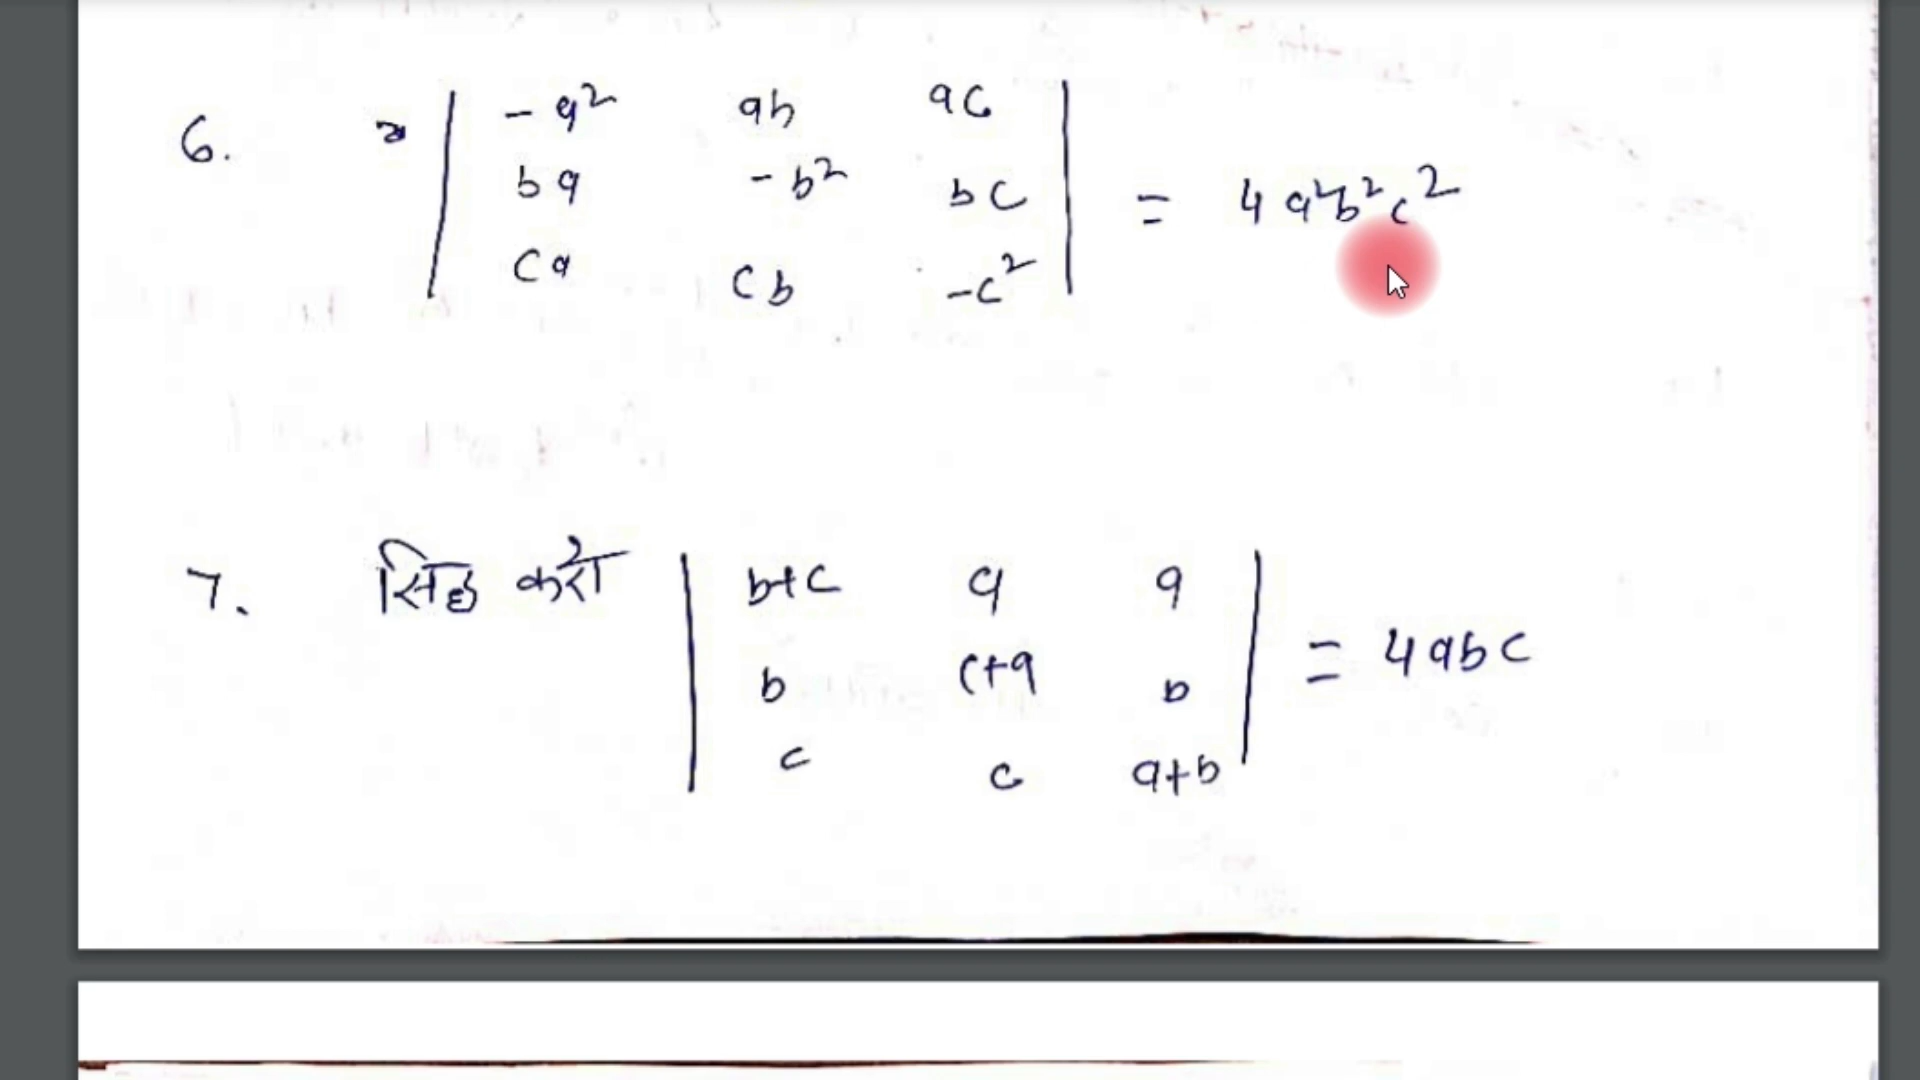 6. | -a² ab ac |
| ba -b² bc | = 4a²b²c²
| ca cb -c² |
7. सिद्ध करो | b+c a a |
| b c+a b | = 4abc
| c c a+b |